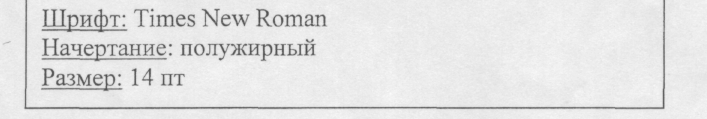 Шрифт: Times New Roman
Начертание: полужирный
Размер: 14 пт